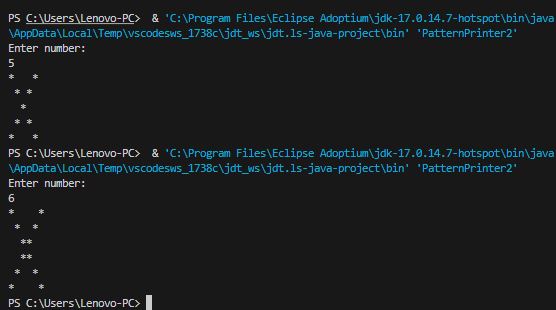 PS C:\Users\Lenovo-PC>  & 'C:\Program Files\Eclipse Adoptium\jdk-17.0.14.7-hotspot\bin\java
\AppData\Local\Temp\vscodesws_1738c\jdt_ws\jdt.ls-java-project\bin' 'PatternPrinter2'
Enter number:
5
*   *
 * *
  *
 * *
*   *
PS C:\Users\Lenovo-PC>  & 'C:\Program Files\Eclipse Adoptium\jdk-17.0.14.7-hotspot\bin\java
\AppData\Local\Temp\vscodesws_1738c\jdt_ws\jdt.ls-java-project\bin' 'PatternPrinter2'
Enter number:
6
*    *
 *  *
  **
  **
 *  *
*    *
PS C:\Users\Lenovo-PC>